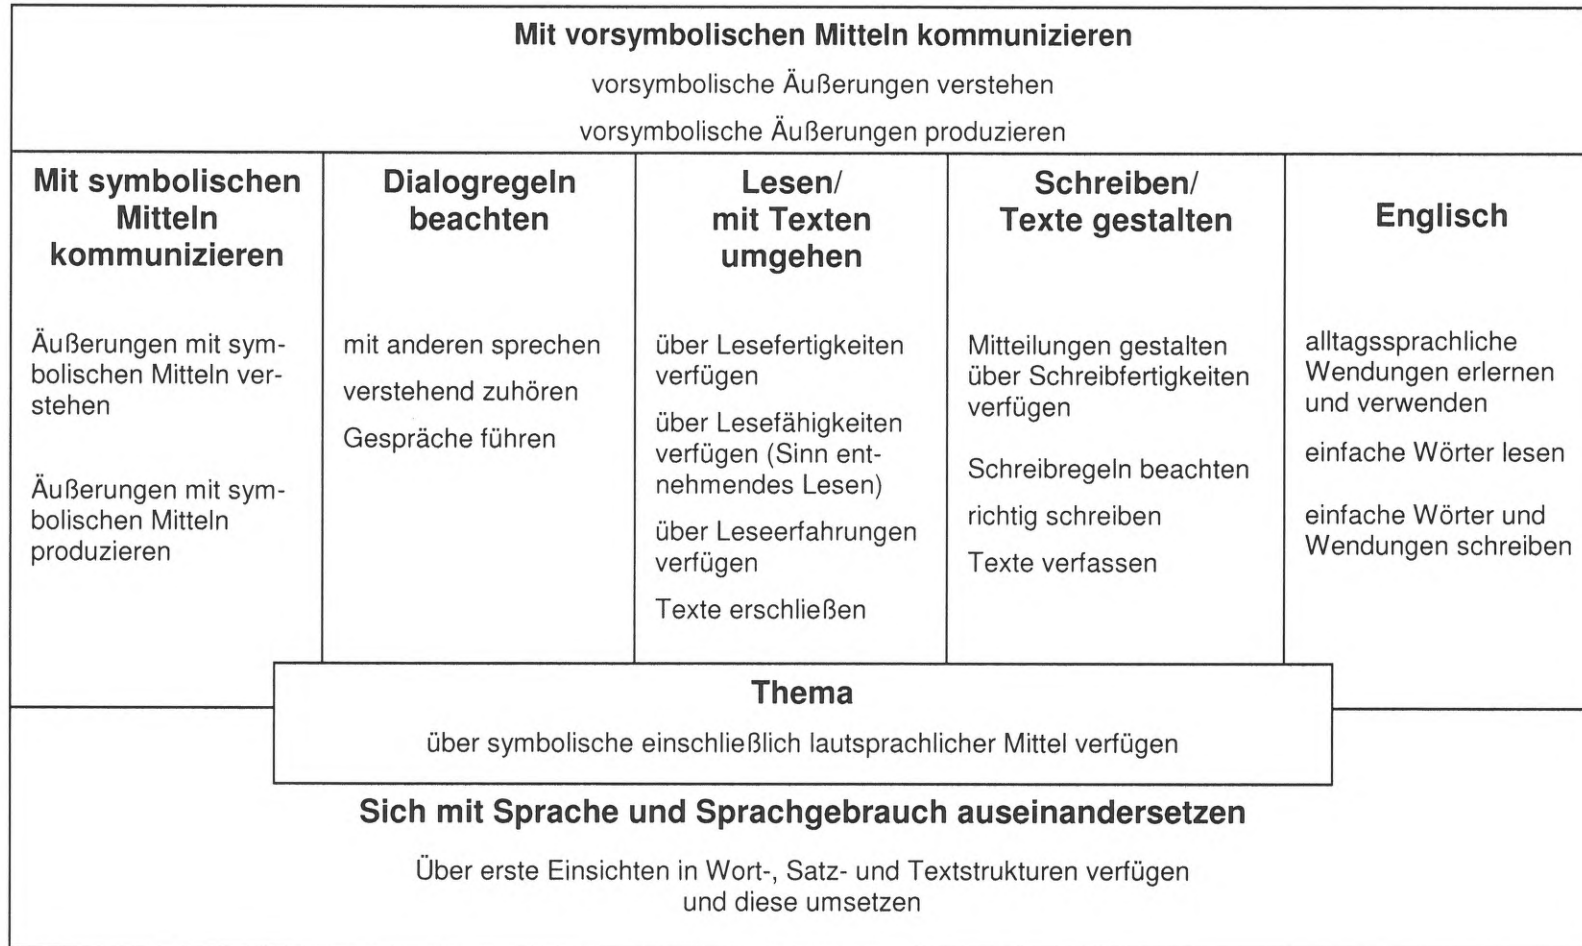 Mit vorsymbolischen Mitteln kommunizieren
vorsymbolische Äußerungen verstehen
vorsymbolische Äußerungen produzieren
Mit symbolischen
Mitteln
kommunizieren
Äußerungen mit sym-
bolischen Mitteln ver-
stehen
Äußerungen mit sym-
bolischen Mitteln
produzieren
Dialogregeln
beachten
mit anderen sprechen
verstehend zuhören
Gespräche führen
Lesen/
mit Texten
umgehen
über Lesefertigkeiten
verfügen
über Lesefähigkeiten
verfügen (Sinn ent-
nehmendes Lesen)
über Leseerfahrungen
verfügen
Texte erschließen
Schreiben/
Texte gestalten
Mitteilungen gestalten
über Schreibfertigkeiten
verfügen
Schreibregeln beachten
richtig schreiben
Texte verfassen
Englisch
alltagssprachliche
Wendungen erlernen
und verwenden
einfache Wörter lesen
einfache Wörter und
Wendungen schreiben
Thema
über symbolische einschließlich lautsprachlicher Mittel verfügen
Sich mit Sprache und Sprachgebrauch auseinandersetzen
Über erste Einsichten in Wort-, Satz- und Textstrukturen verfügen
und diese umsetzen